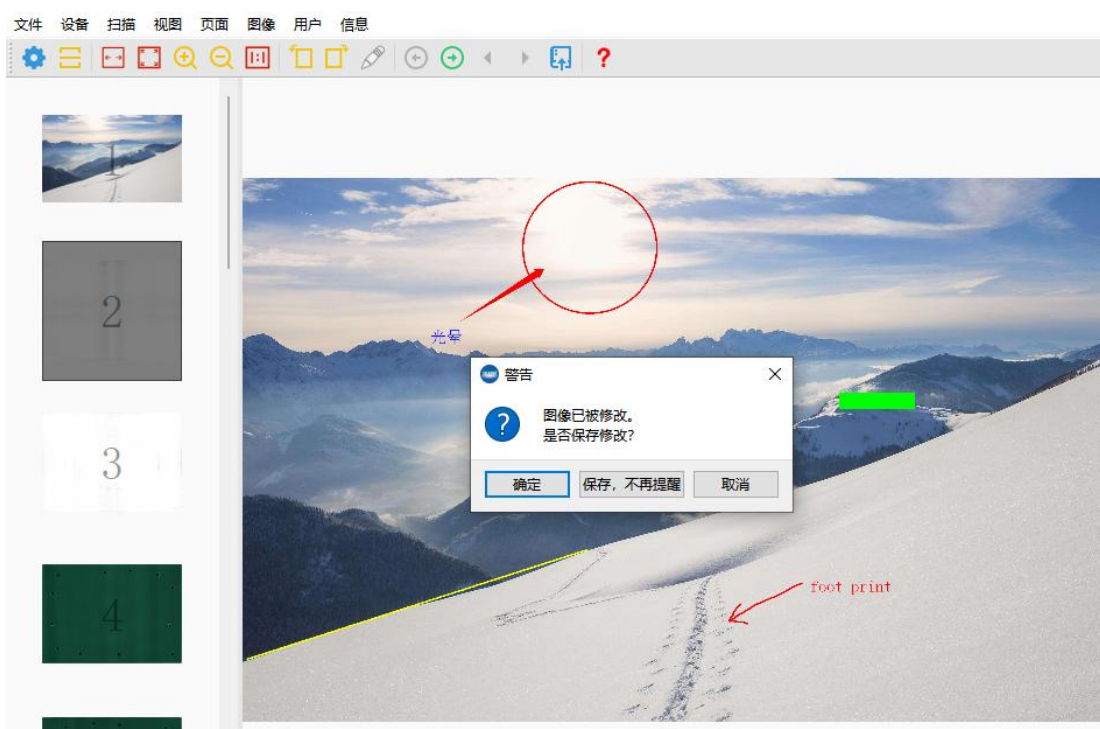 文件 设备 扫描 视图 页面 图像 用户 信息
1:1
?
1
2
3
4
光晕
警告
?
图像已被修改。
是否保存修改?
确定 保存，不再提醒 取消
foot print